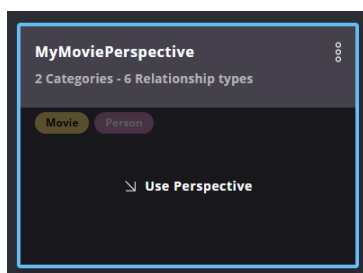 MyMoviePerspective
2 Categories - 6 Relationship types
Movie Person
Use Perspective